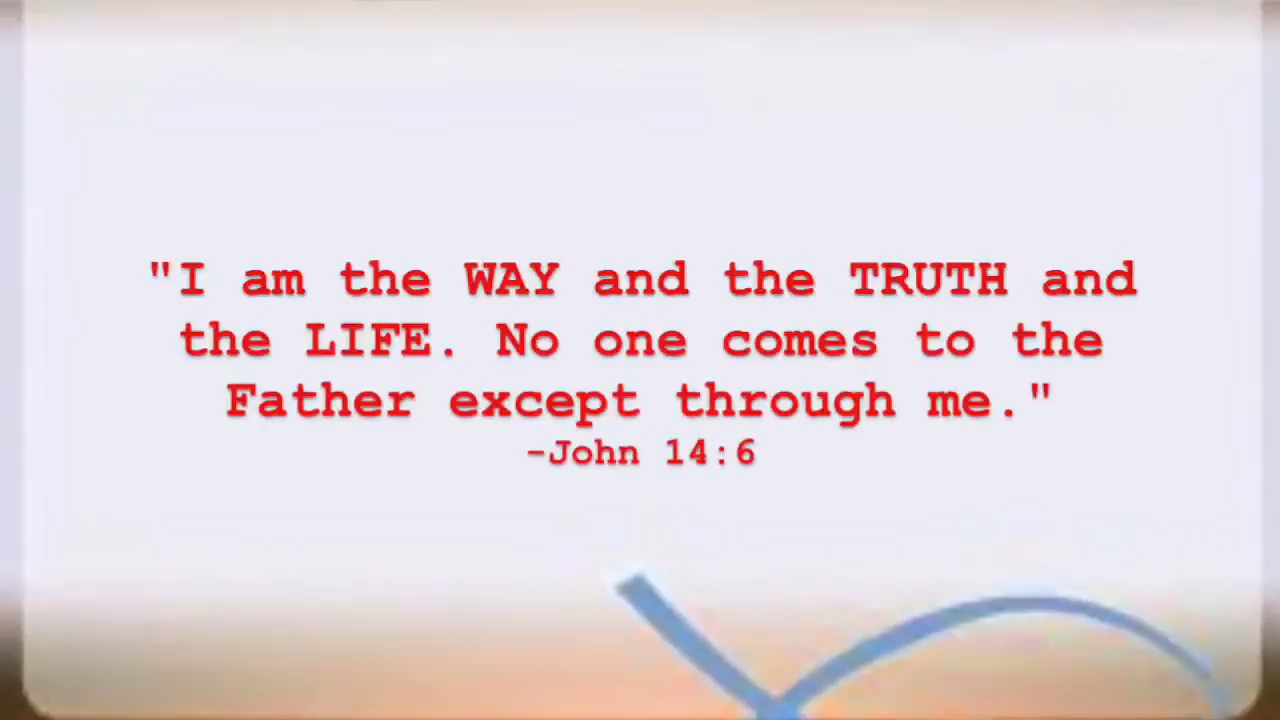 "I am the WAY and the TRUTH and
the LIFE. No one comes to the
Father except through me."
-John 14:6